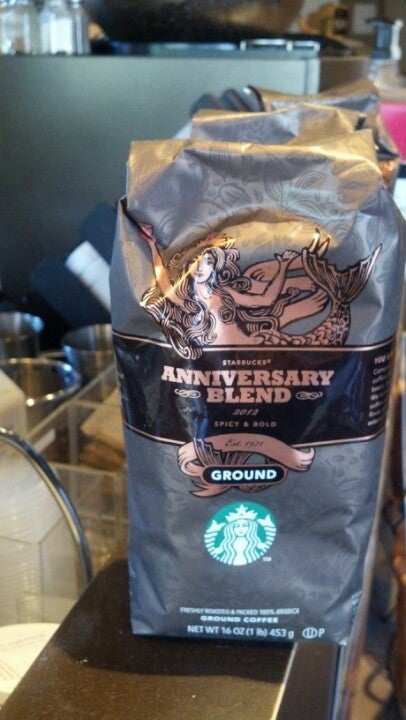 STARBUCKS®
ANNIVERSARY
BLEND
2012
SPICY & BOLD
Est. 1971
GROUND
TM
FRESHLY ROASTED & PACKED 100% ARABICA
GROUND COFFEE
NET WT 16 OZ (1 lb) 453 g Ⓤ P